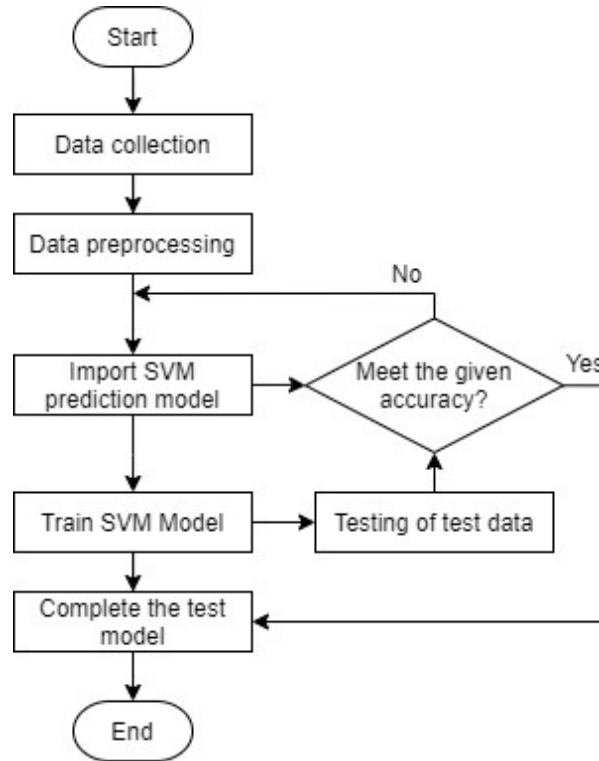 Start
Data collection
Data preprocessing
No
Import SVM
prediction model
Meet the given
accuracy?
Yes
Train SVM Model
Testing of test data
Complete the test
model
End